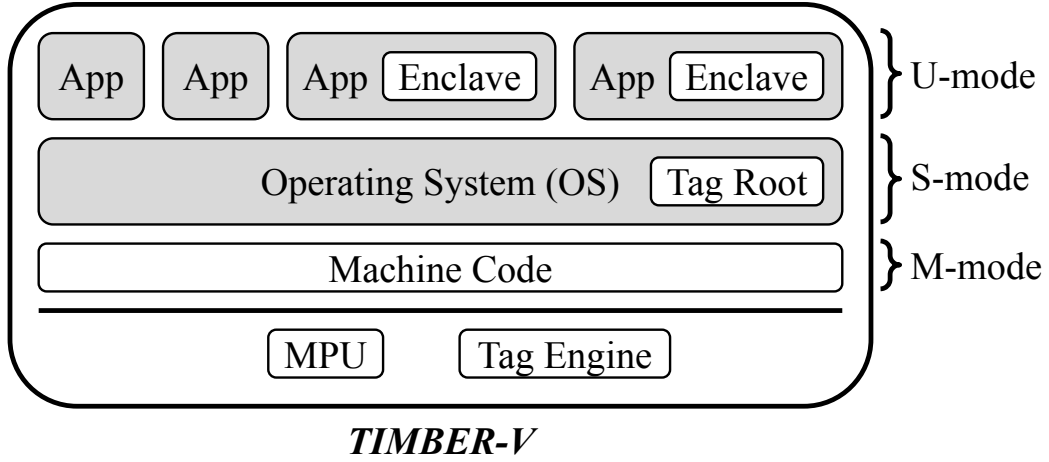 App App App Enclave App Enclave U-mode
Operating System (OS) Tag Root S-mode
Machine Code M-mode
MPU Tag Engine
TIMBER-V